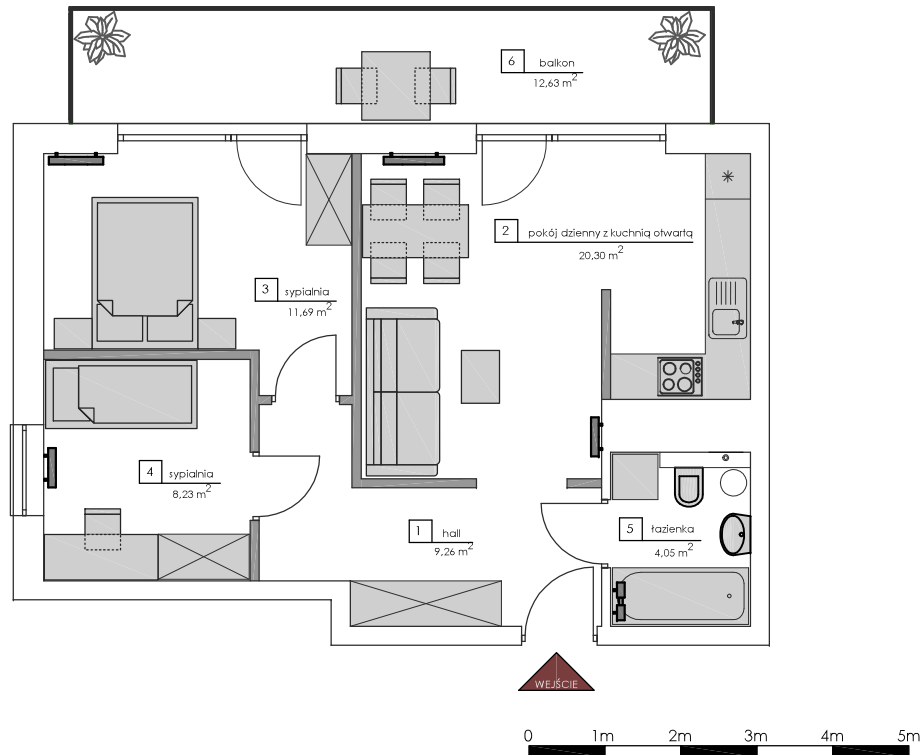 6 balkon
12,63 m2
2 pokój dzienny z kuchnią otwartą
20,30 m2
3 sypialnia
11,69 m2
4 sypialnia
8,23 m2
1 hall
9,26 m2
5 łazienka
4,05 m2
WEJŚCIE
0 1m 2m 3m 4m 5m